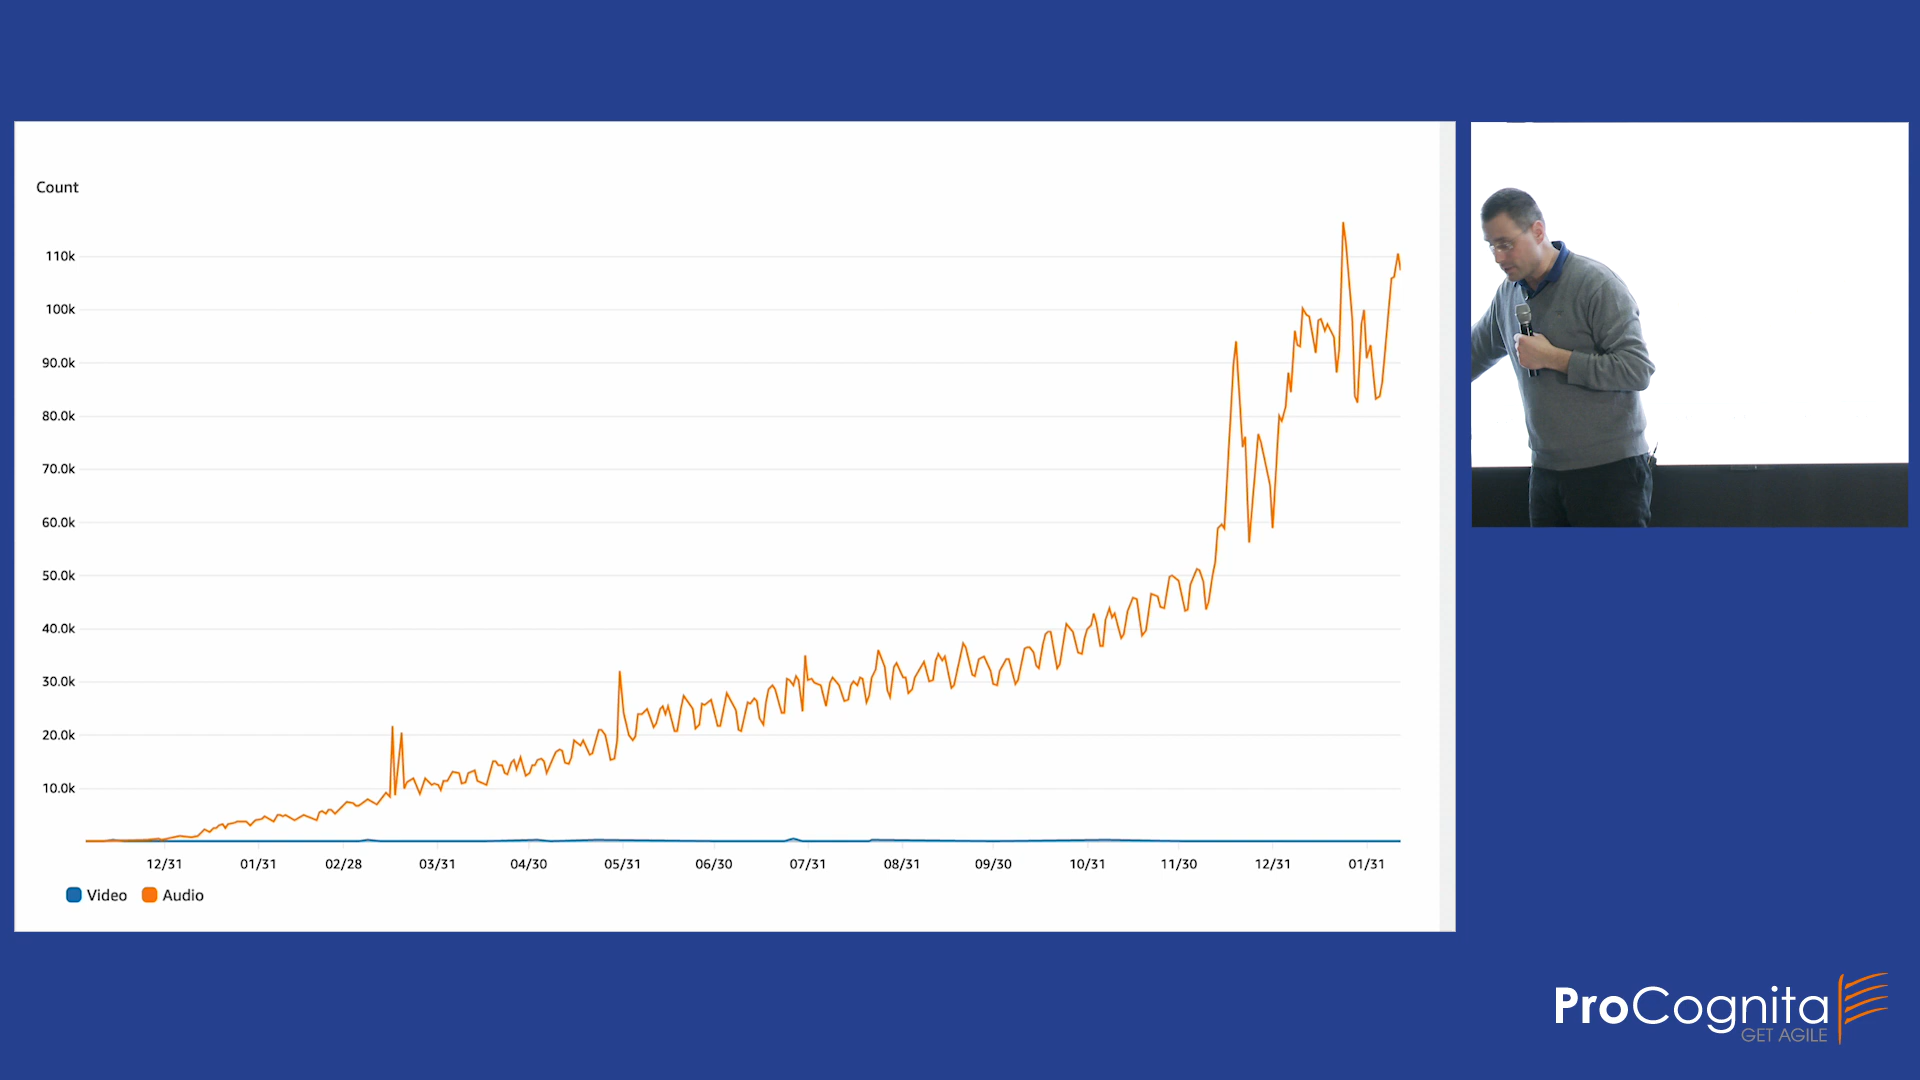 Count
110k
100k
90.0k
80.0k
70.0k
60.0k
50.0k
40.0k
30.0k
20.0k
10.0k
12/31 01/31 02/28 03/31 04/30 05/31 06/30 07/31 08/31 09/30 10/31 11/30 12/31 01/31
Video Audio
ProCognita
GET AGILE